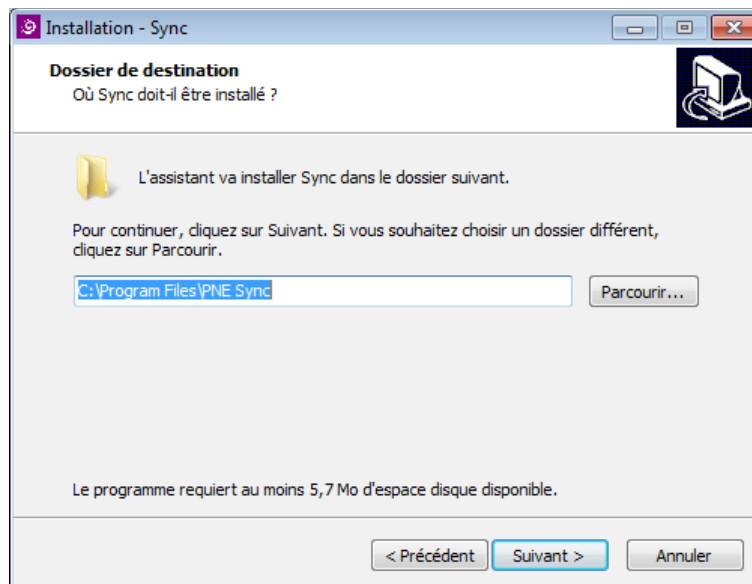 Installation - Sync
Dossier de destination
Où Sync doit-il être installé ?
L'assistant va installer Sync dans le dossier suivant.
Pour continuer, cliquez sur Suivant. Si vous souhaitez choisir un dossier différent,
cliquez sur Parcourir.
C:\Program Files\PNE Sync
Parcourir...
Le programme requiert au moins 5,7 Mo d'espace disque disponible.
< Précédent
Suivant >
Annuler